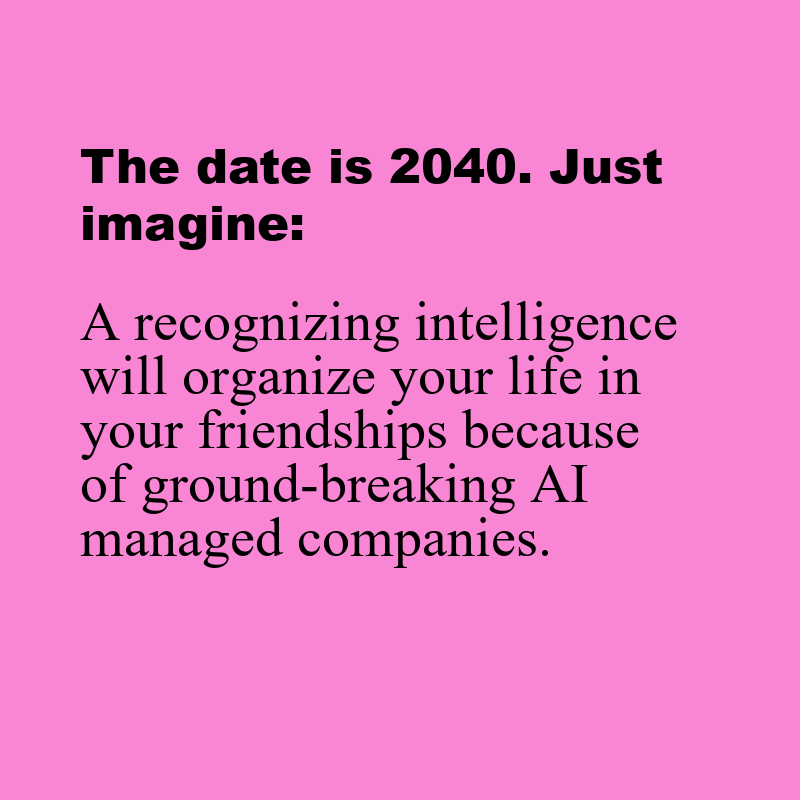 The date is 2040. Just
imagine:
A recognizing intelligence
will organize your life in
your friendships because
of ground-breaking AI
managed companies.